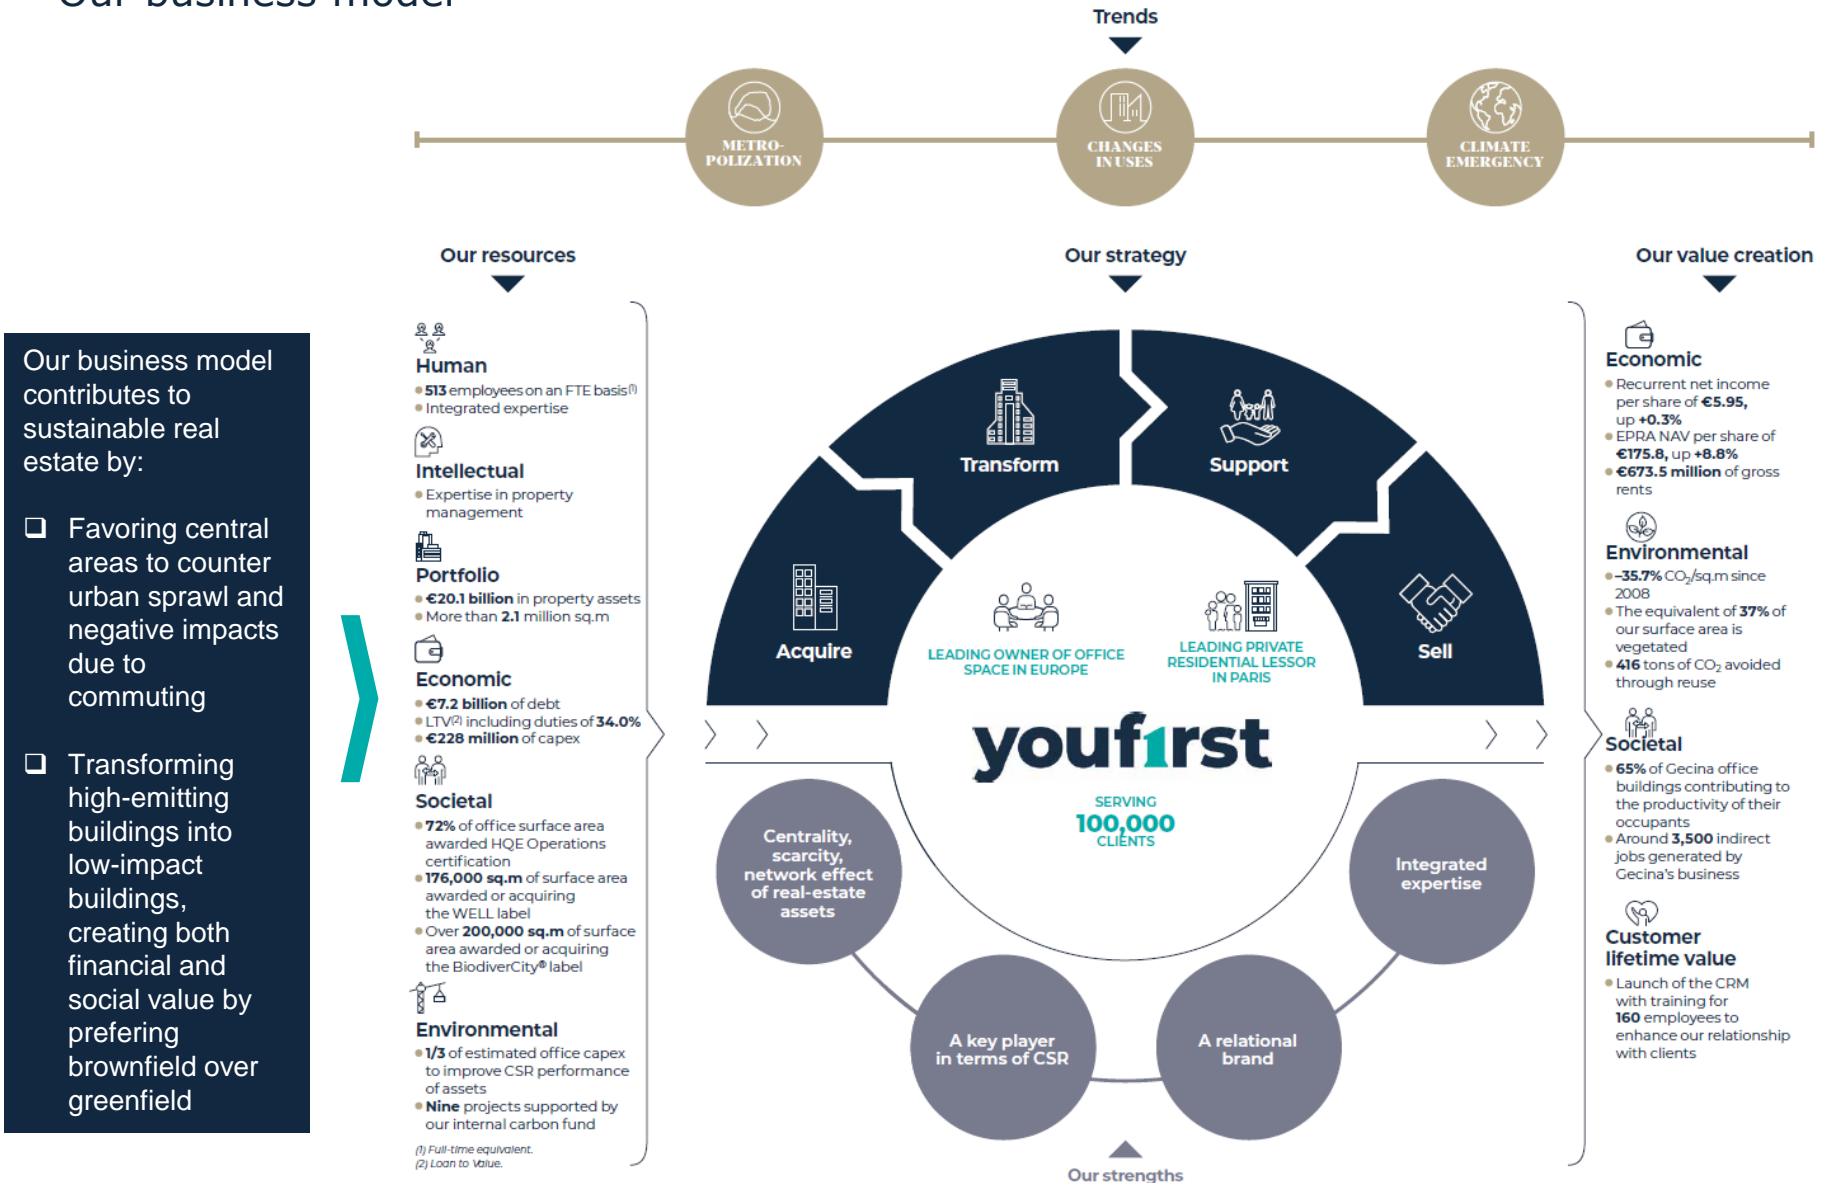 Our business model
Trends
METRO-
POLIZATION
CHANGES
IN USES
CLIMATE
EMERGENCY
Our business model
contributes to
sustainable real
estate by:
❑ Favoring central
areas to counter
urban sprawl and
negative impacts
due to
commuting
❑ Transforming
high-emitting
buildings into
low-impact
buildings,
creating both
financial and
social value by
prefering
brownfield over
greenfield
Our resources
Human
• 513 employees on an FTE basis(1)
• Integrated expertise
Intellectual
• Expertise in property
management
Portfolio
• €20.1 billion in property assets
• More than 2.1 million sq.m
Economic
• €7.2 billion of debt
• LTV(2) including duties of 34.0%
• €228 million of capex
Societal
• 72% of office surface area
awarded HQE Operations
certification
• 176,000 sq.m of surface area
awarded or acquiring
the WELL label
• Over 200,000 sq.m of surface
area awarded or acquiring
the BiodiverCity® label
Environmental
• 1/3 of estimated office capex
to improve CSR performance
of assets
• Nine projects supported by
our internal carbon fund
(1) Full-time equivalent.
(2) Loan to Value.
Our strategy
Acquire
Transform
Support
Sell
LEADING OWNER OF OFFICE
SPACE IN EUROPE
LEADING PRIVATE
RESIDENTIAL LESSOR
IN PARIS
youf1rst
SERVING
100,000
CLIENTS
Centrality,
scarcity,
network effect
of real-estate
assets
A key player
in terms of CSR
A relational
brand
Integrated
expertise
Our strengths
Our value creation
Economic
• Recurrent net income
per share of €5.95,
up +0.3%
• EPRA NAV per share of
€175.8, up +8.8%
• €673.5 million of gross
rents
Environmental
• –35.7% CO₂/sq.m since
2008
• The equivalent of 37% of
our surface area is
vegetated
• 416 tons of CO₂ avoided
through reuse
Societal
• 65% of Gecina office
buildings contributing to
the productivity of their
occupants
• Around 3,500 indirect
jobs generated by
Gecina's business
Customer
lifetime value
• Launch of the CRM
with training for
160 employees to
enhance our relationship
with clients